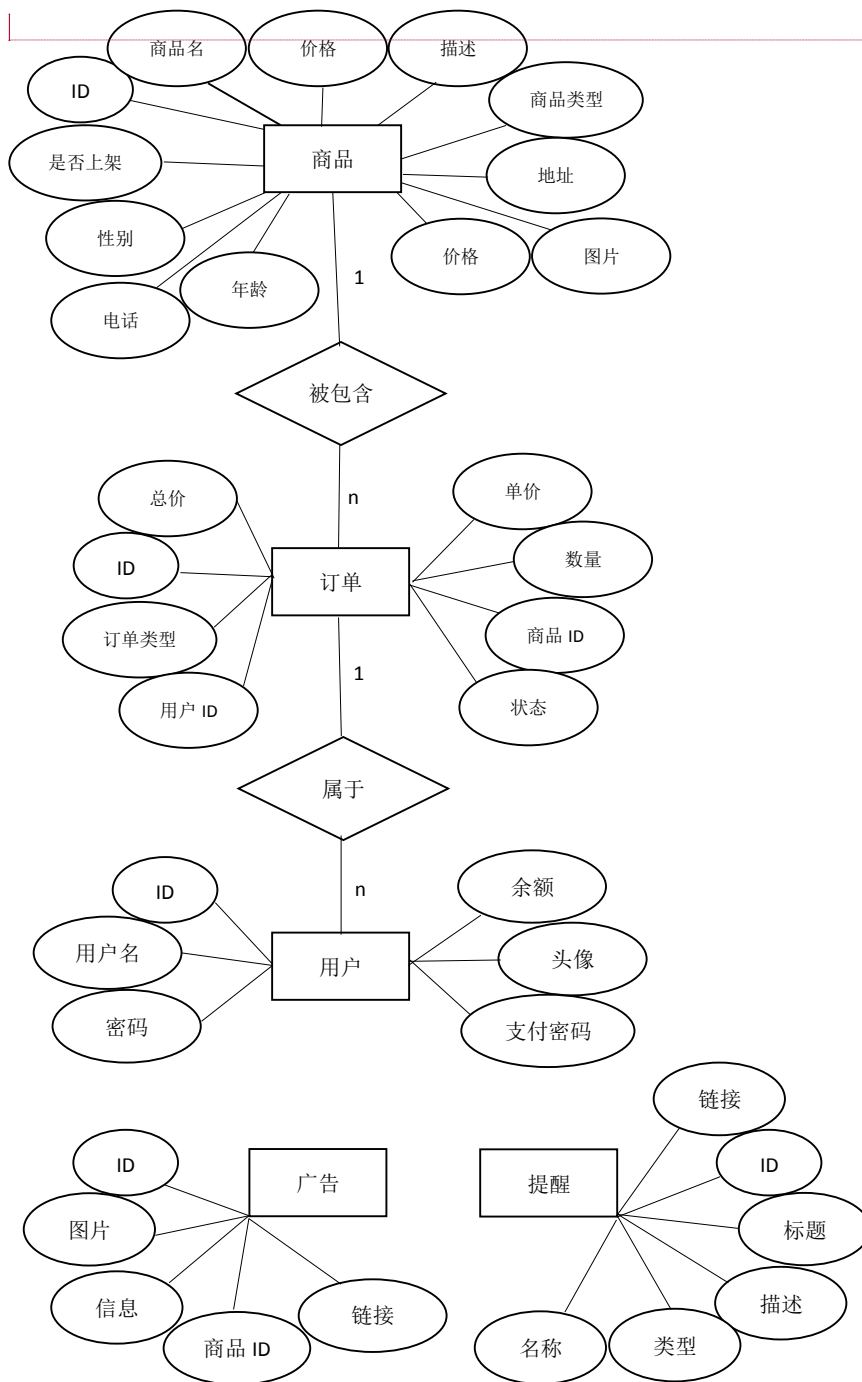 商品名
价格
描述
ID
商品类型
是否上架
商品
地址
性别
价格
图片
年龄
电话
1
被包含
总价
n
单价
ID
订单
数量
订单类型
商品 ID
用户 ID
1
状态
属于
ID
n
余额
用户名
用户
头像
密码
支付密码
链接
ID
广告
提醒
ID
图片
标题
信息
链接
描述
商品 ID
名称
类型